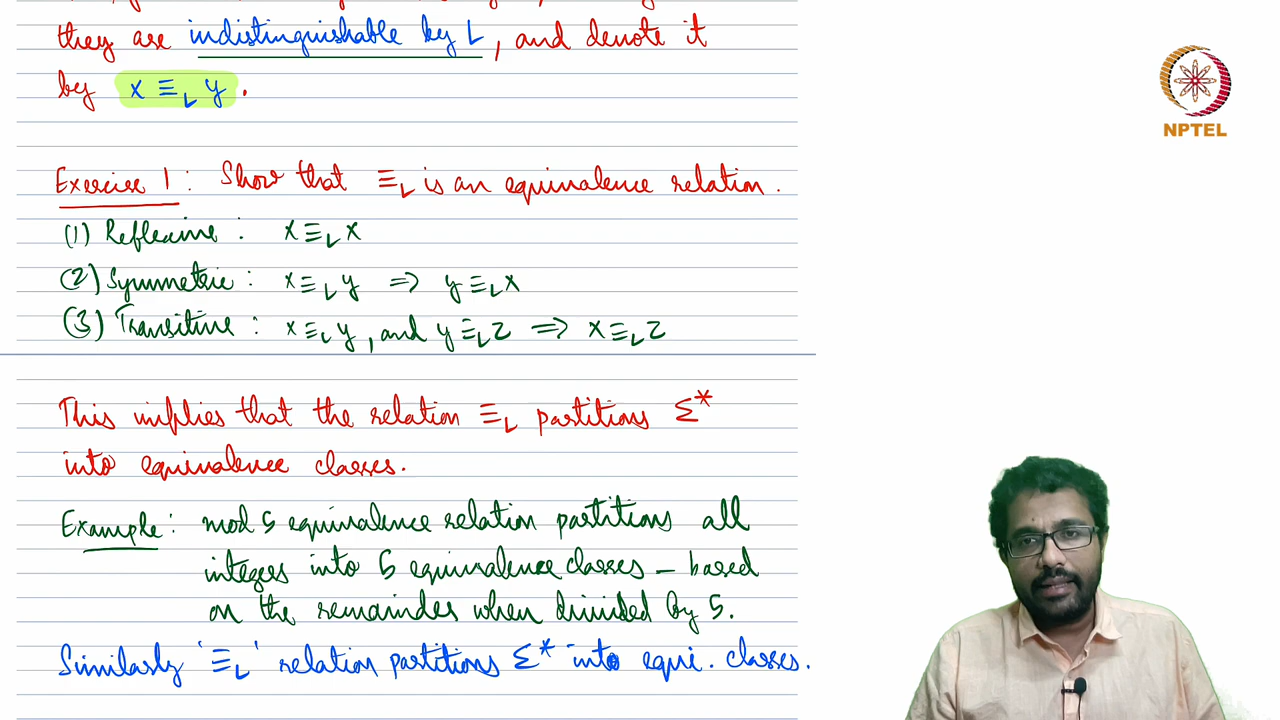 they are indistinguishable by L, and denote it
by x ≡L y.
NPTEL
Exercise 1: Show that ≡L is an equivalence relation.
(1) Reflexive: x ≡L x
(2) Symmetric: x ≡L y ⇒ y ≡L x
(3) Transitive: x ≡L y, and y ≡L z ⇒ x ≡L z
This implies that the relation ≡L partitions Σ*
into equivalence classes.
Example: mod 5 equivalence relation partitions all
integers into 5 equivalence classes – based
on the remainder when divided by 5.
Similarly '≡L' relation partitions Σ* into equi. classes.